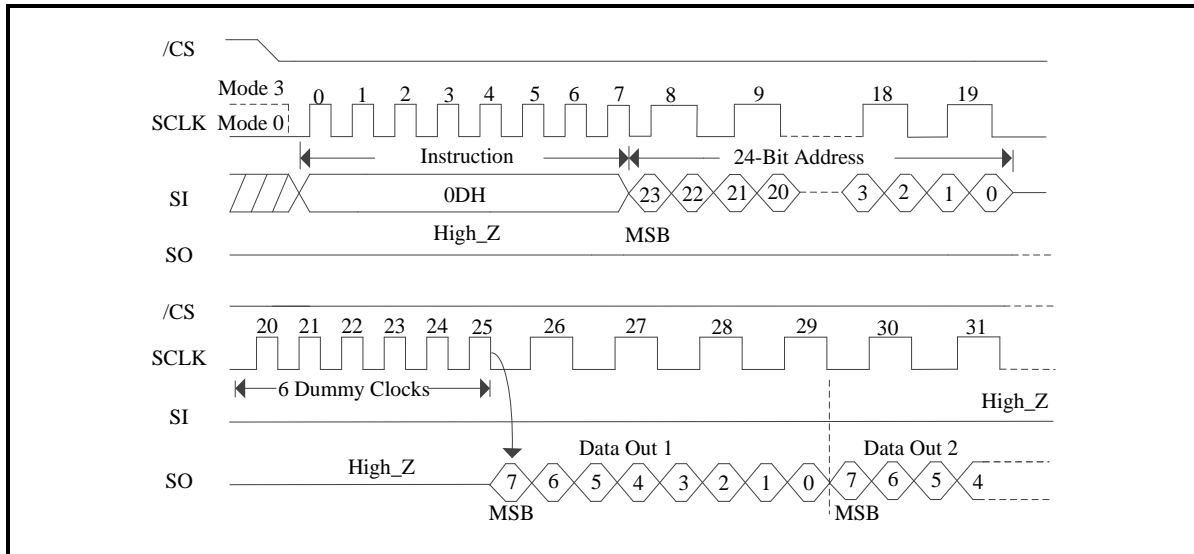 /CS
Mode 3
0 1 2 3 4 5 6 7 8 9 18 19
SCLK Mode 0
Instruction 24-Bit Address
SI 0DH 23 22 21 20 3 2 1 0
High_Z MSB
SO
/CS
20 21 22 23 24 25 26 27 28 29 30 31
SCLK
6 Dummy Clocks
High_Z
SI
Data Out 1 Data Out 2
High_Z
SO 7 6 5 4 3 2 1 0 7 6 5 4
MSB MSB